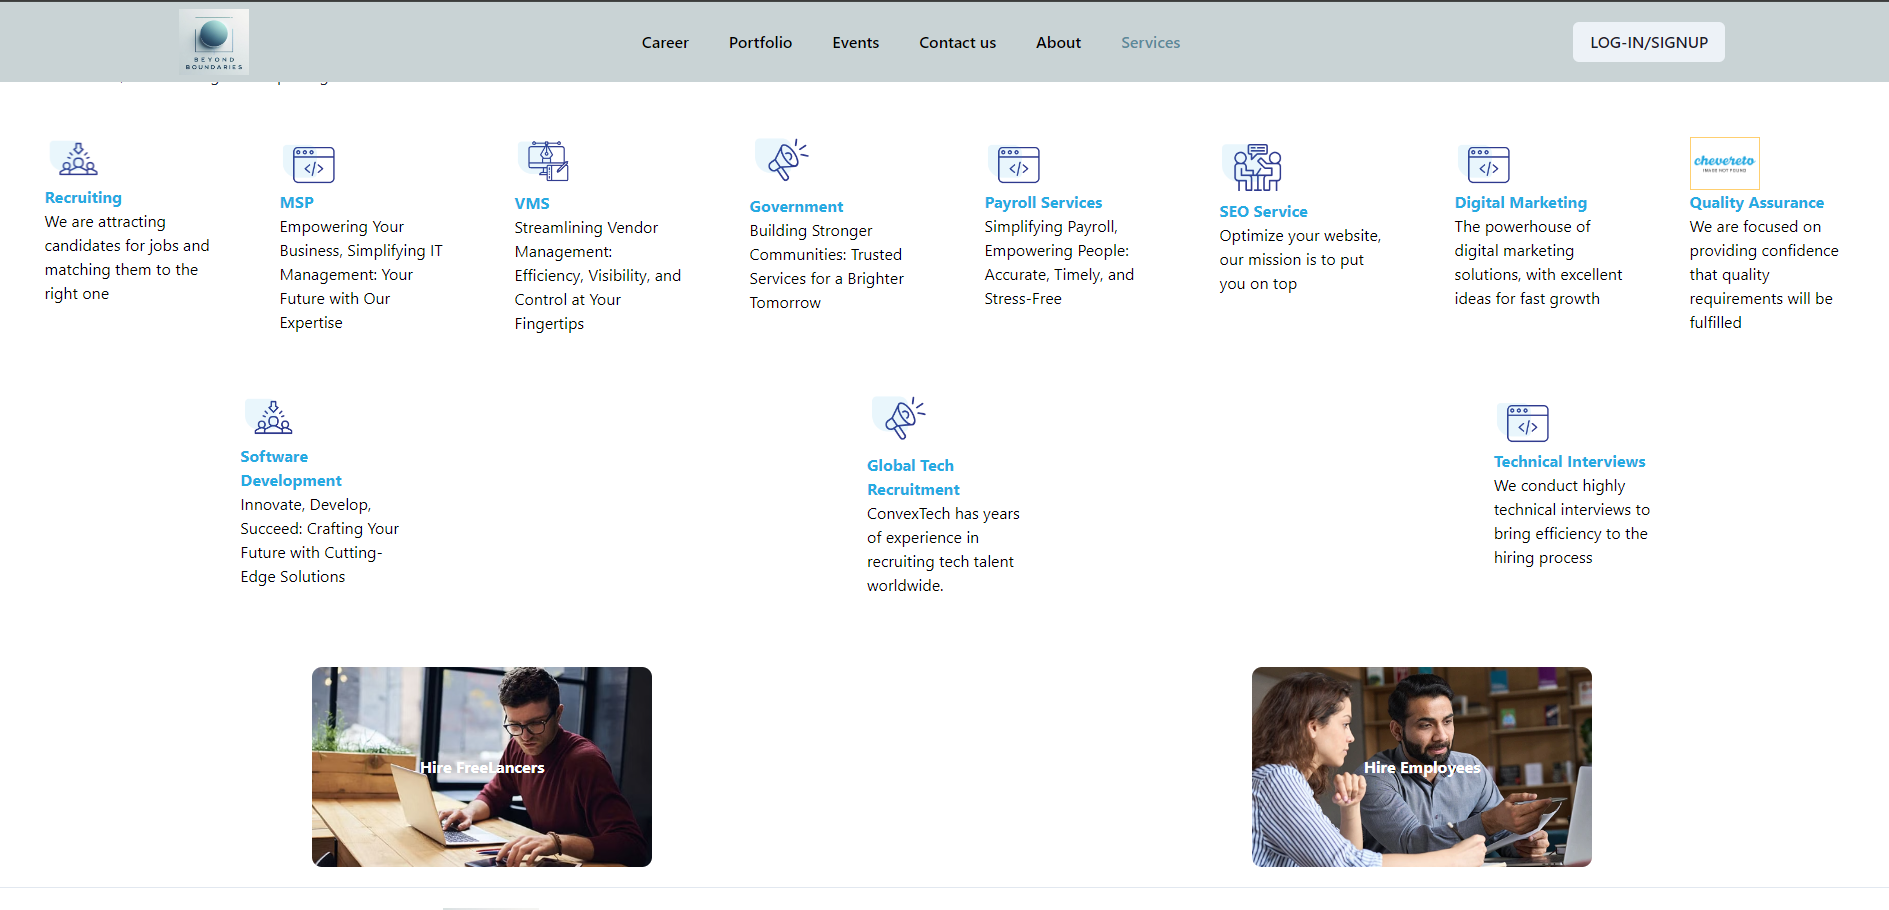 BEYOND
BOUNDARIES
Career
Portfolio
Events
Contact us
About
Services
LOG-IN/SIGNUP
Recruiting
We are attracting
candidates for jobs and
matching them to the
right one
MSP
Empowering Your
Business, Simplifying IT
Management: Your
Future with Our
Expertise
VMS
Streamlining Vendor
Management:
Efficiency, Visibility, and
Control at Your
Fingertips
Government
Building Stronger
Communities: Trusted
Services for a Brighter
Tomorrow
Payroll Services
Simplifying Payroll,
Empowering People:
Accurate, Timely, and
Stress-Free
SEO Service
Optimize your website,
our mission is to put
you on top
Digital Marketing
The powerhouse of
digital marketing
solutions, with excellent
ideas for fast growth
chevereto
IMAGE NOT FOUND
Quality Assurance
We are focused on
providing confidence
that quality
requirements will be
fulfilled
Software
Development
Innovate, Develop,
Succeed: Crafting Your
Future with Cutting-
Edge Solutions
Global Tech
Recruitment
ConvexTech has years
of experience in
recruiting tech talent
worldwide.
Technical Interviews
We conduct highly
technical interviews to
bring efficiency to the
hiring process
Hire FreeLancers
Hire Employees